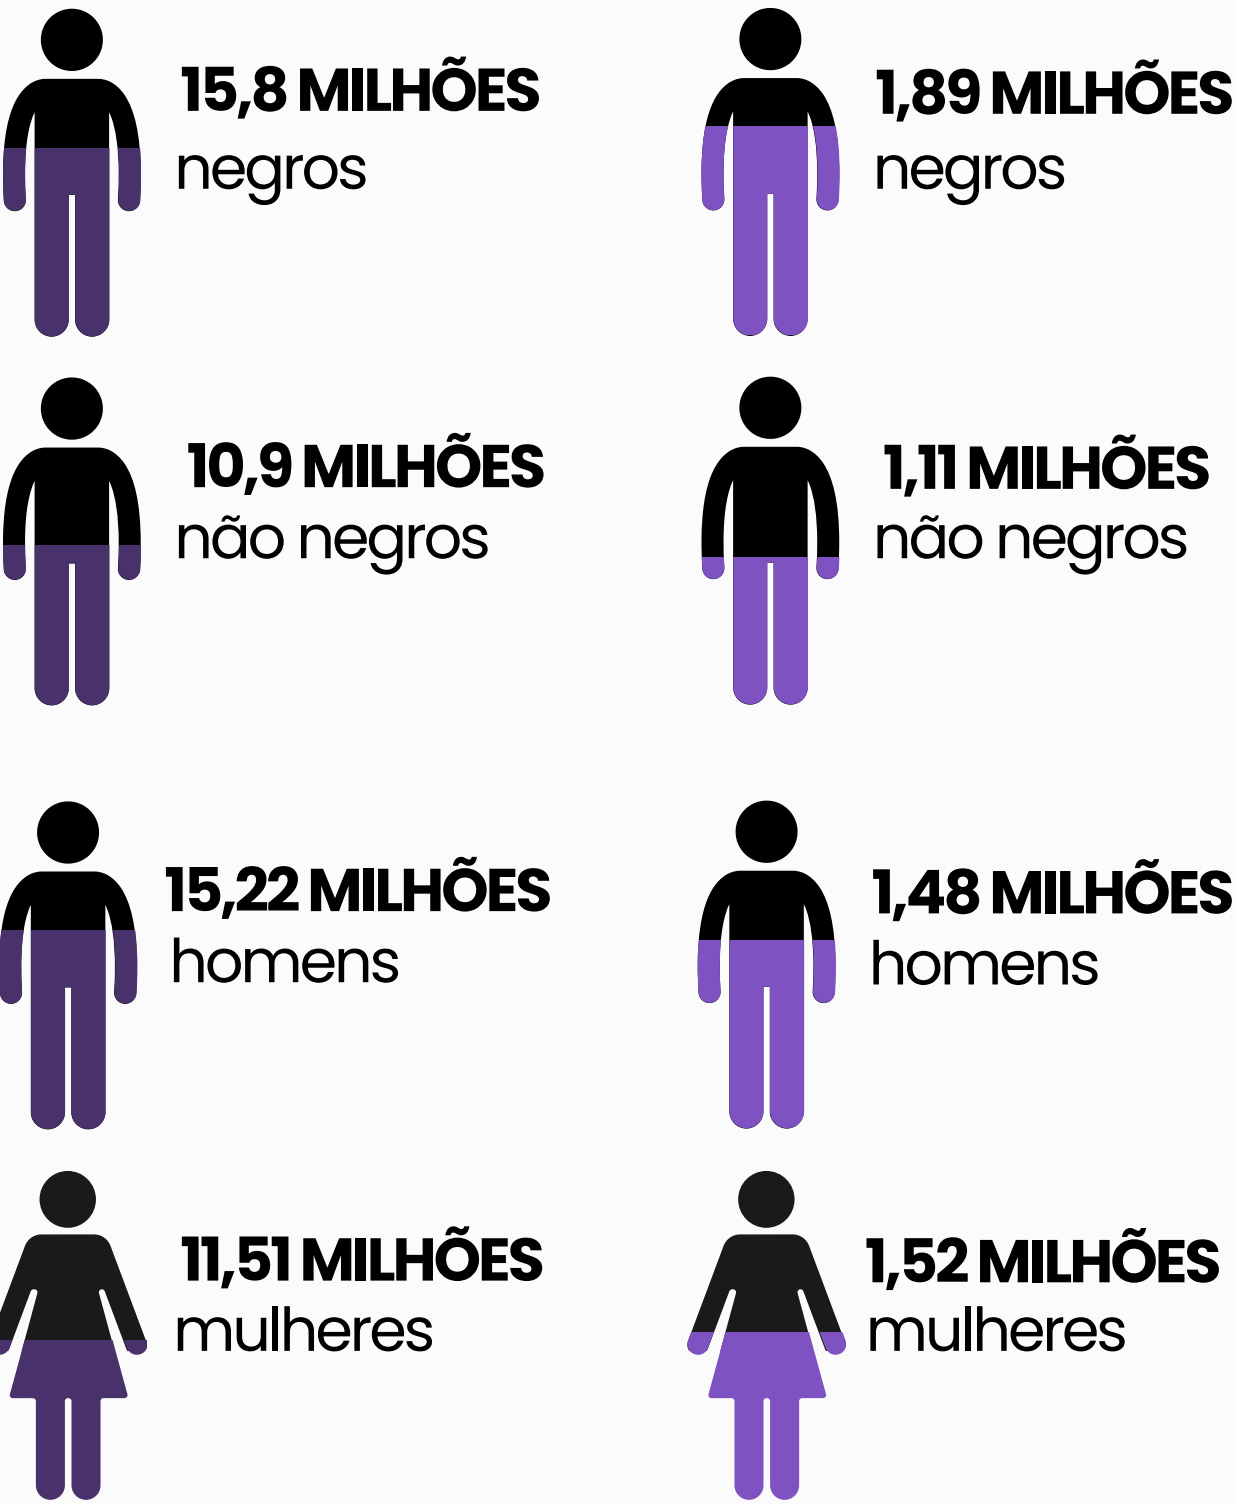 15,8 MILHÕES
negros
1,89 MILHÕES
negros
10,9 MILHÕES
não negros
1,11 MILHÕES
não negros
15,22 MILHÕES
homens
1,48 MILHÕES
homens
11,51 MILHÕES
mulheres
1,52 MILHÕES
mulheres